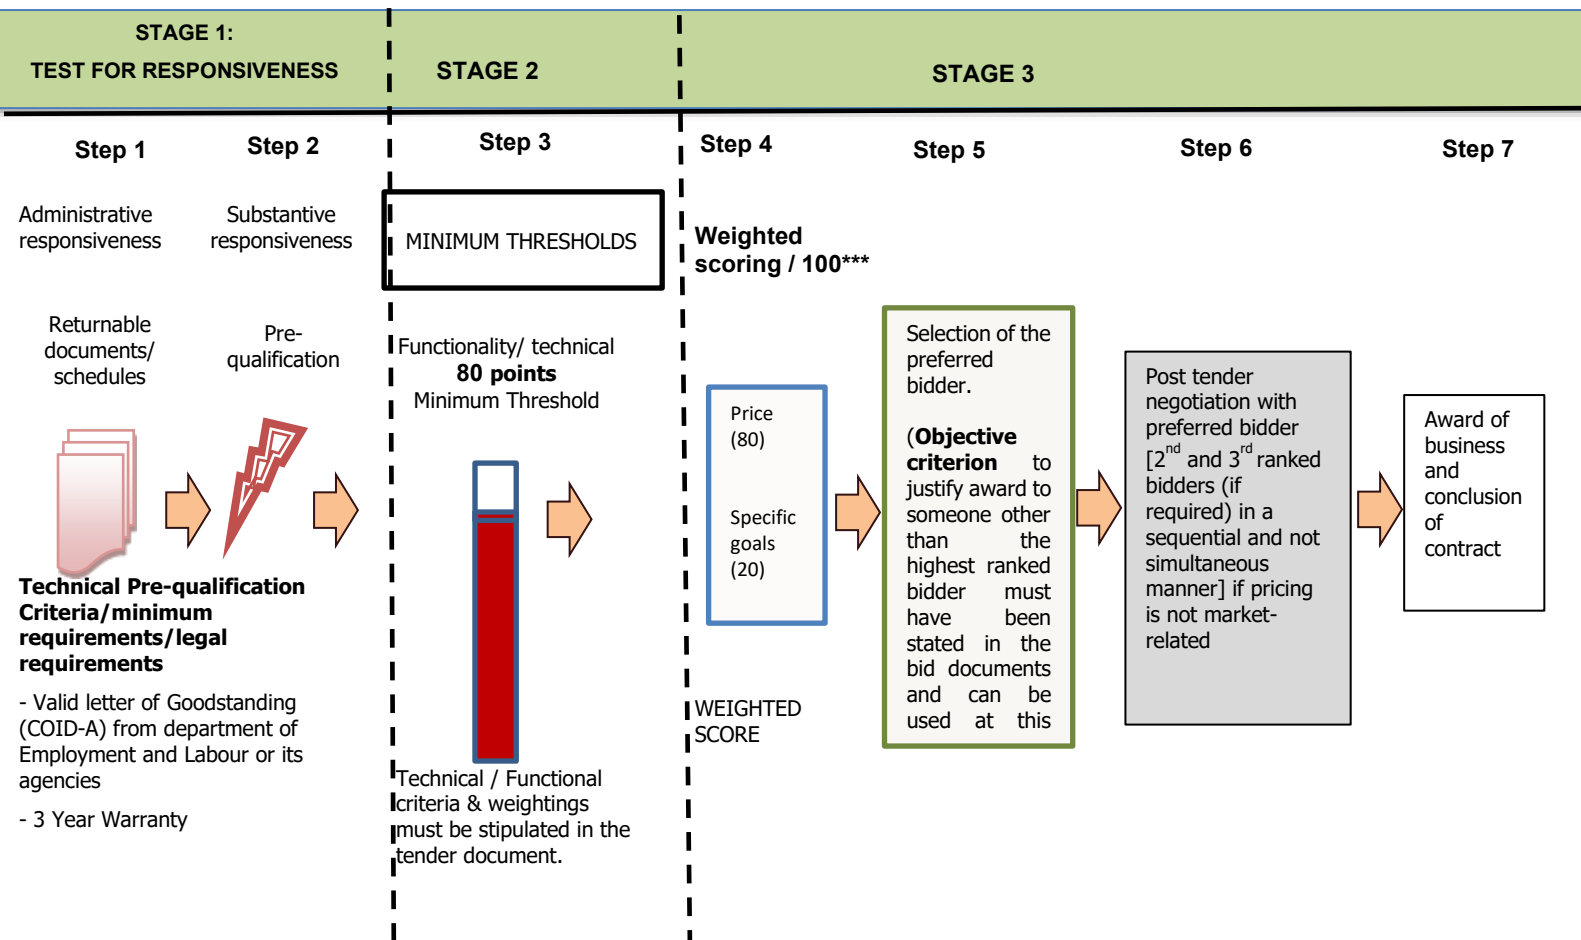 STAGE 1:
TEST FOR RESPONSIVENESS
STAGE 2
STAGE 3
Step 1
Step 2
Step 3
Step 4
Step 5
Step 6
Step 7
Administrative
responsiveness
Substantive
responsiveness
MINIMUM THRESHOLDS
Weighted
scoring / 100***
Returnable
documents/
schedules
Pre-
qualification
Functionality/ technical
80 points
Minimum Threshold
Price
(80)
Specific
goals
(20)
Selection of the
preferred
bidder.
(Objective
criterion to
justify award to
someone other
than the
highest ranked
bidder must
have been
stated in the
bid documents
and can be
used at this
Post tender
negotiation with
preferred bidder
[2nd and 3rd ranked
bidders (if
required) in a
sequential and not
simultaneous
manner] if pricing
is not market-
related
Award of
business
and
conclusion
of
contract
Technical Pre-qualification
Criteria/minimum
requirements/legal
requirements
- Valid letter of Goodstanding
(COID-A) from department of
Employment and Labour or its
agencies
- 3 Year Warranty
Technical / Functional
criteria & weightings
must be stipulated in the
tender document.
WEIGHTED
SCORE